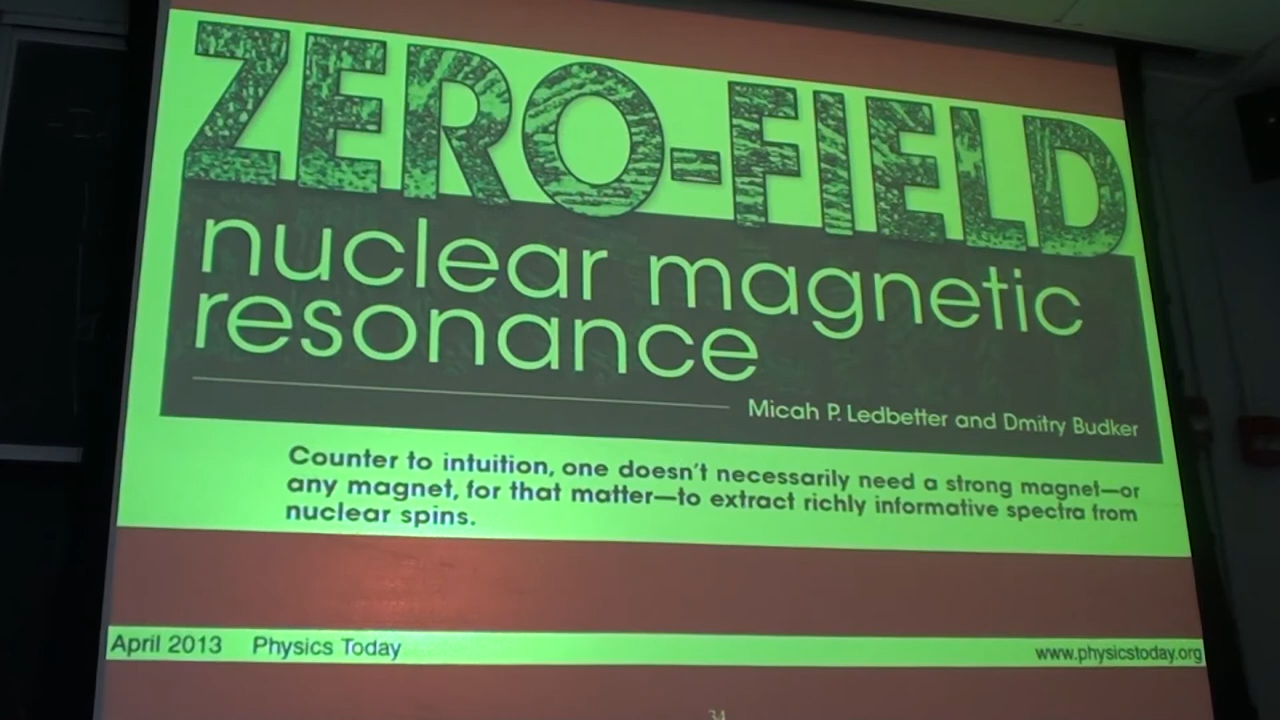 ZERO-FIELD
nuclear magnetic
resonance
Micah P. Ledbetter and Dmitry Budker
Counter to intuition, one doesn't necessarily need a strong magnet—or
any magnet, for that matter—to extract richly informative spectra from
nuclear spins.
April 2013 Physics Today www.physicstoday.org
34